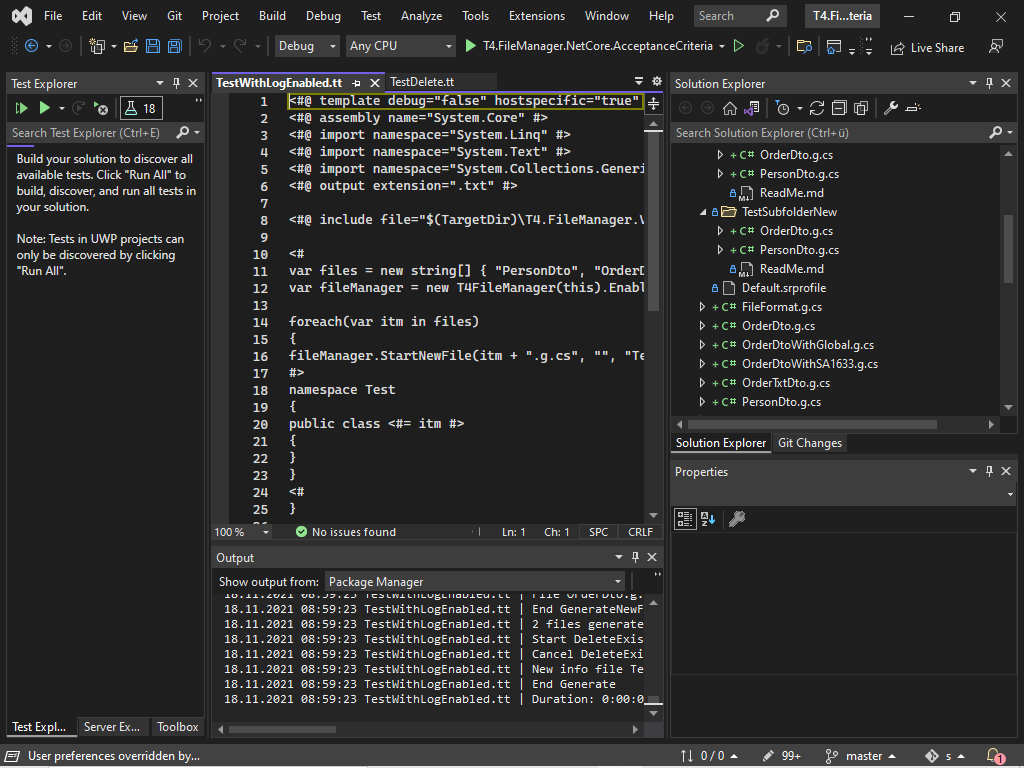 File Edit View Git Project Build Debug Test Analyze Tools Extensions Window Help Search T4.Fi...teria
Debug Any CPU T4.FileManager.NetCore.AcceptanceCriteria Live Share
Test Explorer
18
Search Test Explorer (Ctrl+E)
Build your solution to discover all
available tests. Click "Run All" to
build, discover, and run all tests in
your solution.
Note: Tests in UWP projects can
only be discovered by clicking
"Run All".
Test Expl... Server Ex... Toolbox
TestWithLogEnabled.tt TestDelete.tt
1 <#@ template debug="false" hostspecific="true"
2 <#@ assembly name="System.Core" #>
3 <#@ import namespace="System.Linq" #>
4 <#@ import namespace="System.Text" #>
5 <#@ import namespace="System.Collections.Generi
6 <#@ output extension=".txt" #>
7
8 <#@ include file="$(TargetDir)\T4.FileManager.V
9
10 <#
11 var files = new string[] { "PersonDto", "OrderD
12 var fileManager = new T4FileManager(this).Enabl
13
14 foreach(var itm in files)
15 {
16 fileManager.StartNewFile(itm + ".g.cs", "", "Te
17 #>
18 namespace Test
19 {
20 public class <#= itm #>
21 {
22 }
23 }
24 <#
25 }
100 % No issues found Ln: 1 Ch: 1 SPC CRLF
Output
Show output from: Package Manager
18.11.2021 08:59:23 TestWithLogEnabled.tt | File OrderDto.g.
18.11.2021 08:59:23 TestWithLogEnabled.tt | End GenerateNewF
18.11.2021 08:59:23 TestWithLogEnabled.tt | 2 files generate
18.11.2021 08:59:23 TestWithLogEnabled.tt | Start DeleteExis
18.11.2021 08:59:23 TestWithLogEnabled.tt | Cancel DeleteExi
18.11.2021 08:59:23 TestWithLogEnabled.tt | New info file Te
18.11.2021 08:59:23 TestWithLogEnabled.tt | End Generate
18.11.2021 08:59:23 TestWithLogEnabled.tt | Duration: 0:00:0
Solution Explorer
Search Solution Explorer (Ctrl+ü)
+ C# OrderDto.g.cs
+ C# PersonDto.g.cs
ReadMe.md
TestSubfolderNew
+ C# OrderDto.g.cs
+ C# PersonDto.g.cs
ReadMe.md
Default.srprofile
+ C# FileFormat.g.cs
+ C# OrderDto.g.cs
+ C# OrderDtoWithGlobal.g.cs
+ C# OrderDtoWithSA1633.g.cs
+ C# OrderTxtDto.g.cs
+ C# PersonDto.g.cs
Solution Explorer Git Changes
Properties
User preferences overridden by... 0 / 0 99+ master s 1